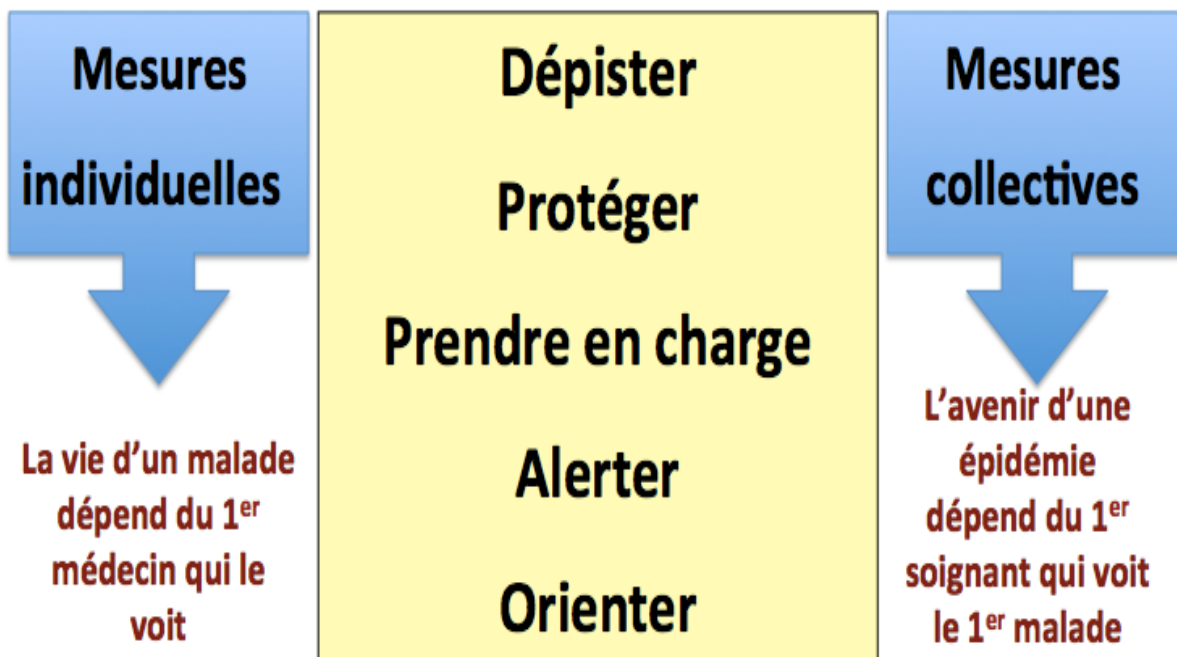 Mesures
individuelles
La vie d’un malade
dépend du 1er
médecin qui le
voit
Dépister
Protéger
Prendre en charge
Alerter
Orienter
Mesures
collectives
L’avenir d’une
épidémie
dépend du 1er
soignant qui voit
le 1er malade